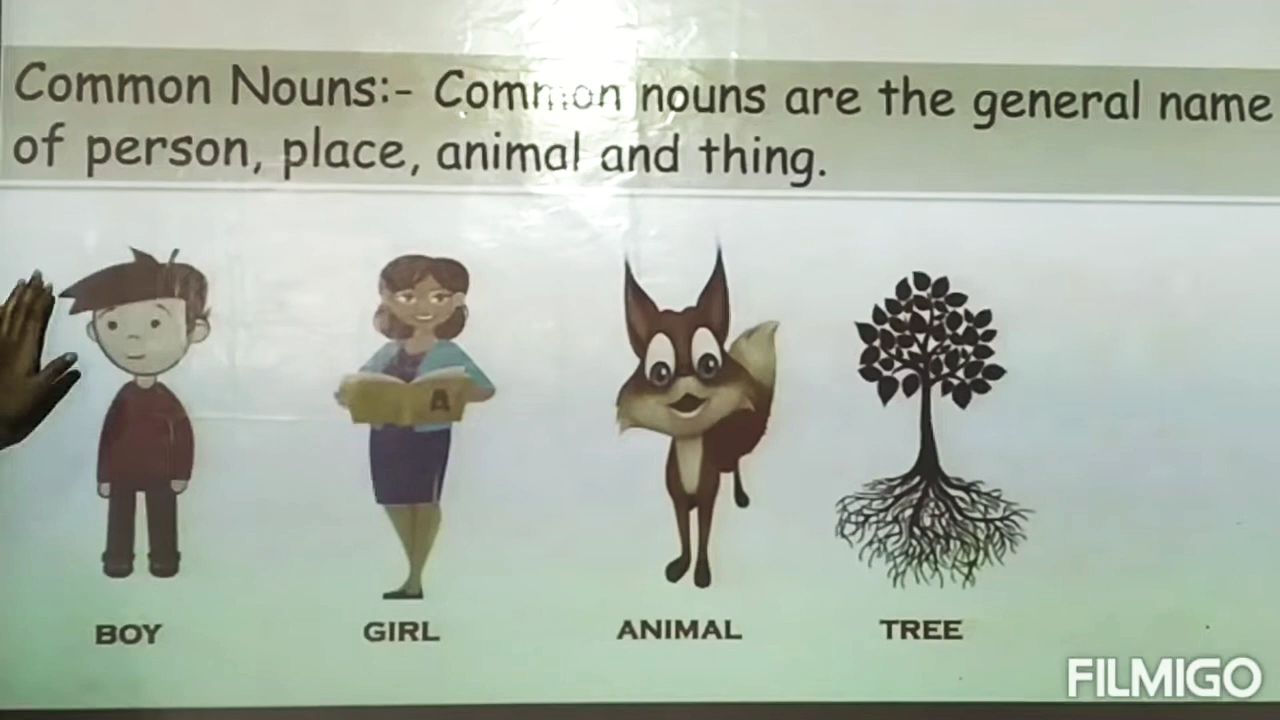 Common Nouns:- Common nouns are the general name
of person, place, animal and thing.
A
BOY GIRL ANIMAL TREE
FILMIGO